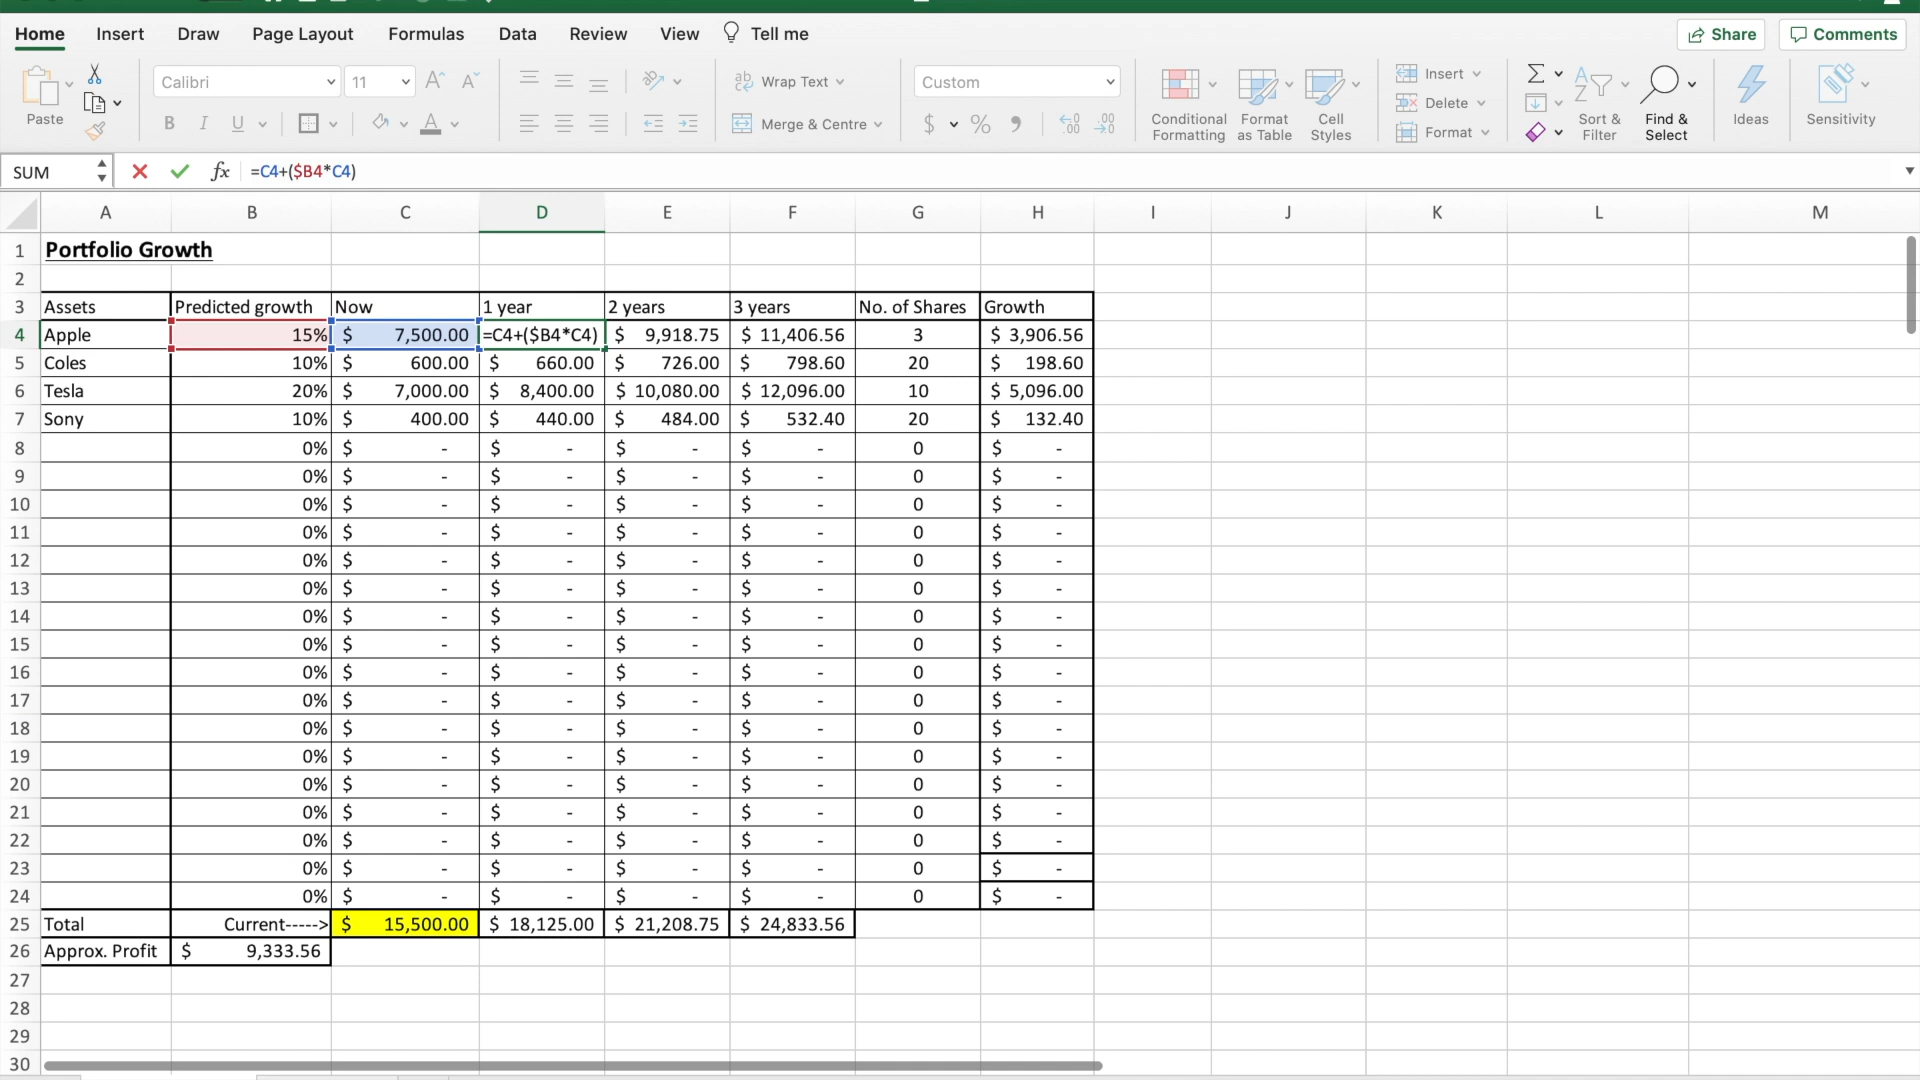 Home Insert Draw Page Layout Formulas Data Review View Tell me Share Comments
Paste Calibri 11 Wrap Text Custom Insert
B I U Merge & Centre $ % Conditional Formatting Format as Table Cell Styles Delete Format Sort & Filter Find & Select Ideas Sensitivity
SUM fx =C4+($B4*C4)
A B C D E F G H I J K L M
1 Portfolio Growth
2
3 Assets Predicted growth Now 1 year 2 years 3 years No. of Shares Growth
4 Apple 15% $ 7,500.00 =C4+($B4*C4) $ 9,918.75 $ 11,406.56 3 $ 3,906.56
5 Coles 10% $ 600.00 $ 660.00 $ 726.00 $ 798.60 20 $ 198.60
6 Tesla 20% $ 7,000.00 $ 8,400.00 $ 10,080.00 $ 12,096.00 10 $ 5,096.00
7 Sony 10% $ 400.00 $ 440.00 $ 484.00 $ 532.40 20 $ 132.40
8 0% $ - $ - $ - $ - 0 $ -
9 0% $ - $ - $ - $ - 0 $ -
10 0% $ - $ - $ - $ - 0 $ -
11 0% $ - $ - $ - $ - 0 $ -
12 0% $ - $ - $ - $ - 0 $ -
13 0% $ - $ - $ - $ - 0 $ -
14 0% $ - $ - $ - $ - 0 $ -
15 0% $ - $ - $ - $ - 0 $ -
16 0% $ - $ - $ - $ - 0 $ -
17 0% $ - $ - $ - $ - 0 $ -
18 0% $ - $ - $ - $ - 0 $ -
19 0% $ - $ - $ - $ - 0 $ -
20 0% $ - $ - $ - $ - 0 $ -
21 0% $ - $ - $ - $ - 0 $ -
22 0% $ - $ - $ - $ - 0 $ -
23 0% $ - $ - $ - $ - 0 $ -
24 0% $ - $ - $ - $ - 0 $ -
25 Total Current-----> $ 15,500.00 $ 18,125.00 $ 21,208.75 $ 24,833.56
26 Approx. Profit $ 9,333.56
27
28
29
30